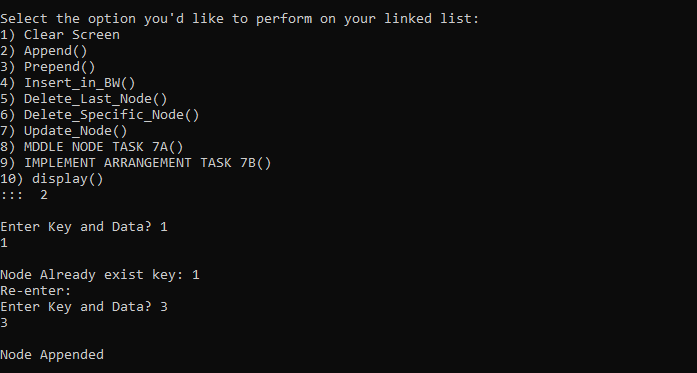 Select the option you'd like to perform on your linked list:
1) Clear Screen
2) Append()
3) Prepend()
4) Insert_in_BW()
5) Delete_Last_Node()
6) Delete_Specific_Node()
7) Update_Node()
8) MDDLE NODE TASK 7A()
9) IMPLEMENT ARRANGEMENT TASK 7B()
10) display()
:::  2
Enter Key and Data? 1
1
Node Already exist key: 1
Re-enter:
Enter Key and Data? 3
3
Node Appended